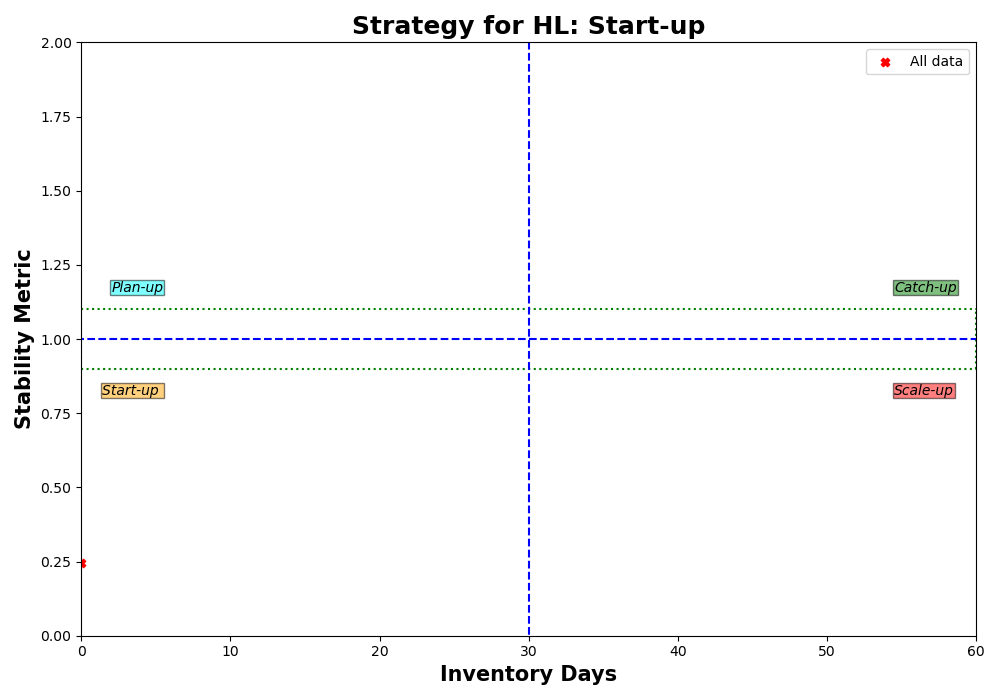 Strategy for HL: Start-up
2.00
All data
1.75
1.50
1.25
Plan-up
Catch-up
1.00
Start-up
Scale-up
0.75
0.50
0.25
0.00
0 10 20 30 40 50 60
Stability Metric
Inventory Days